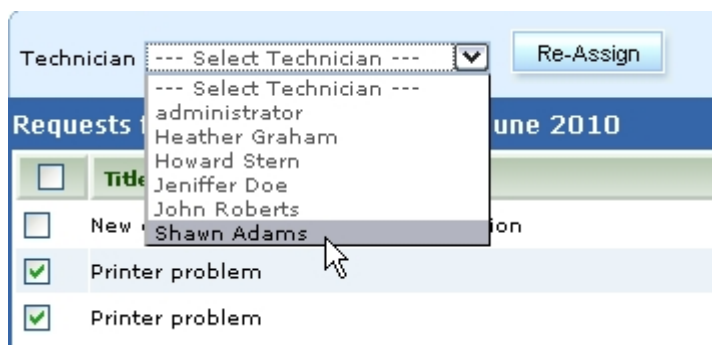 Technician --- Select Technician --- Re-Assign
--- Select Technician ---
administrator
Heather Graham
Howard Stern
Jeniffer Doe
John Roberts
Shawn Adams
Requests une 2010
Title
New ion
Printer problem
Printer problem